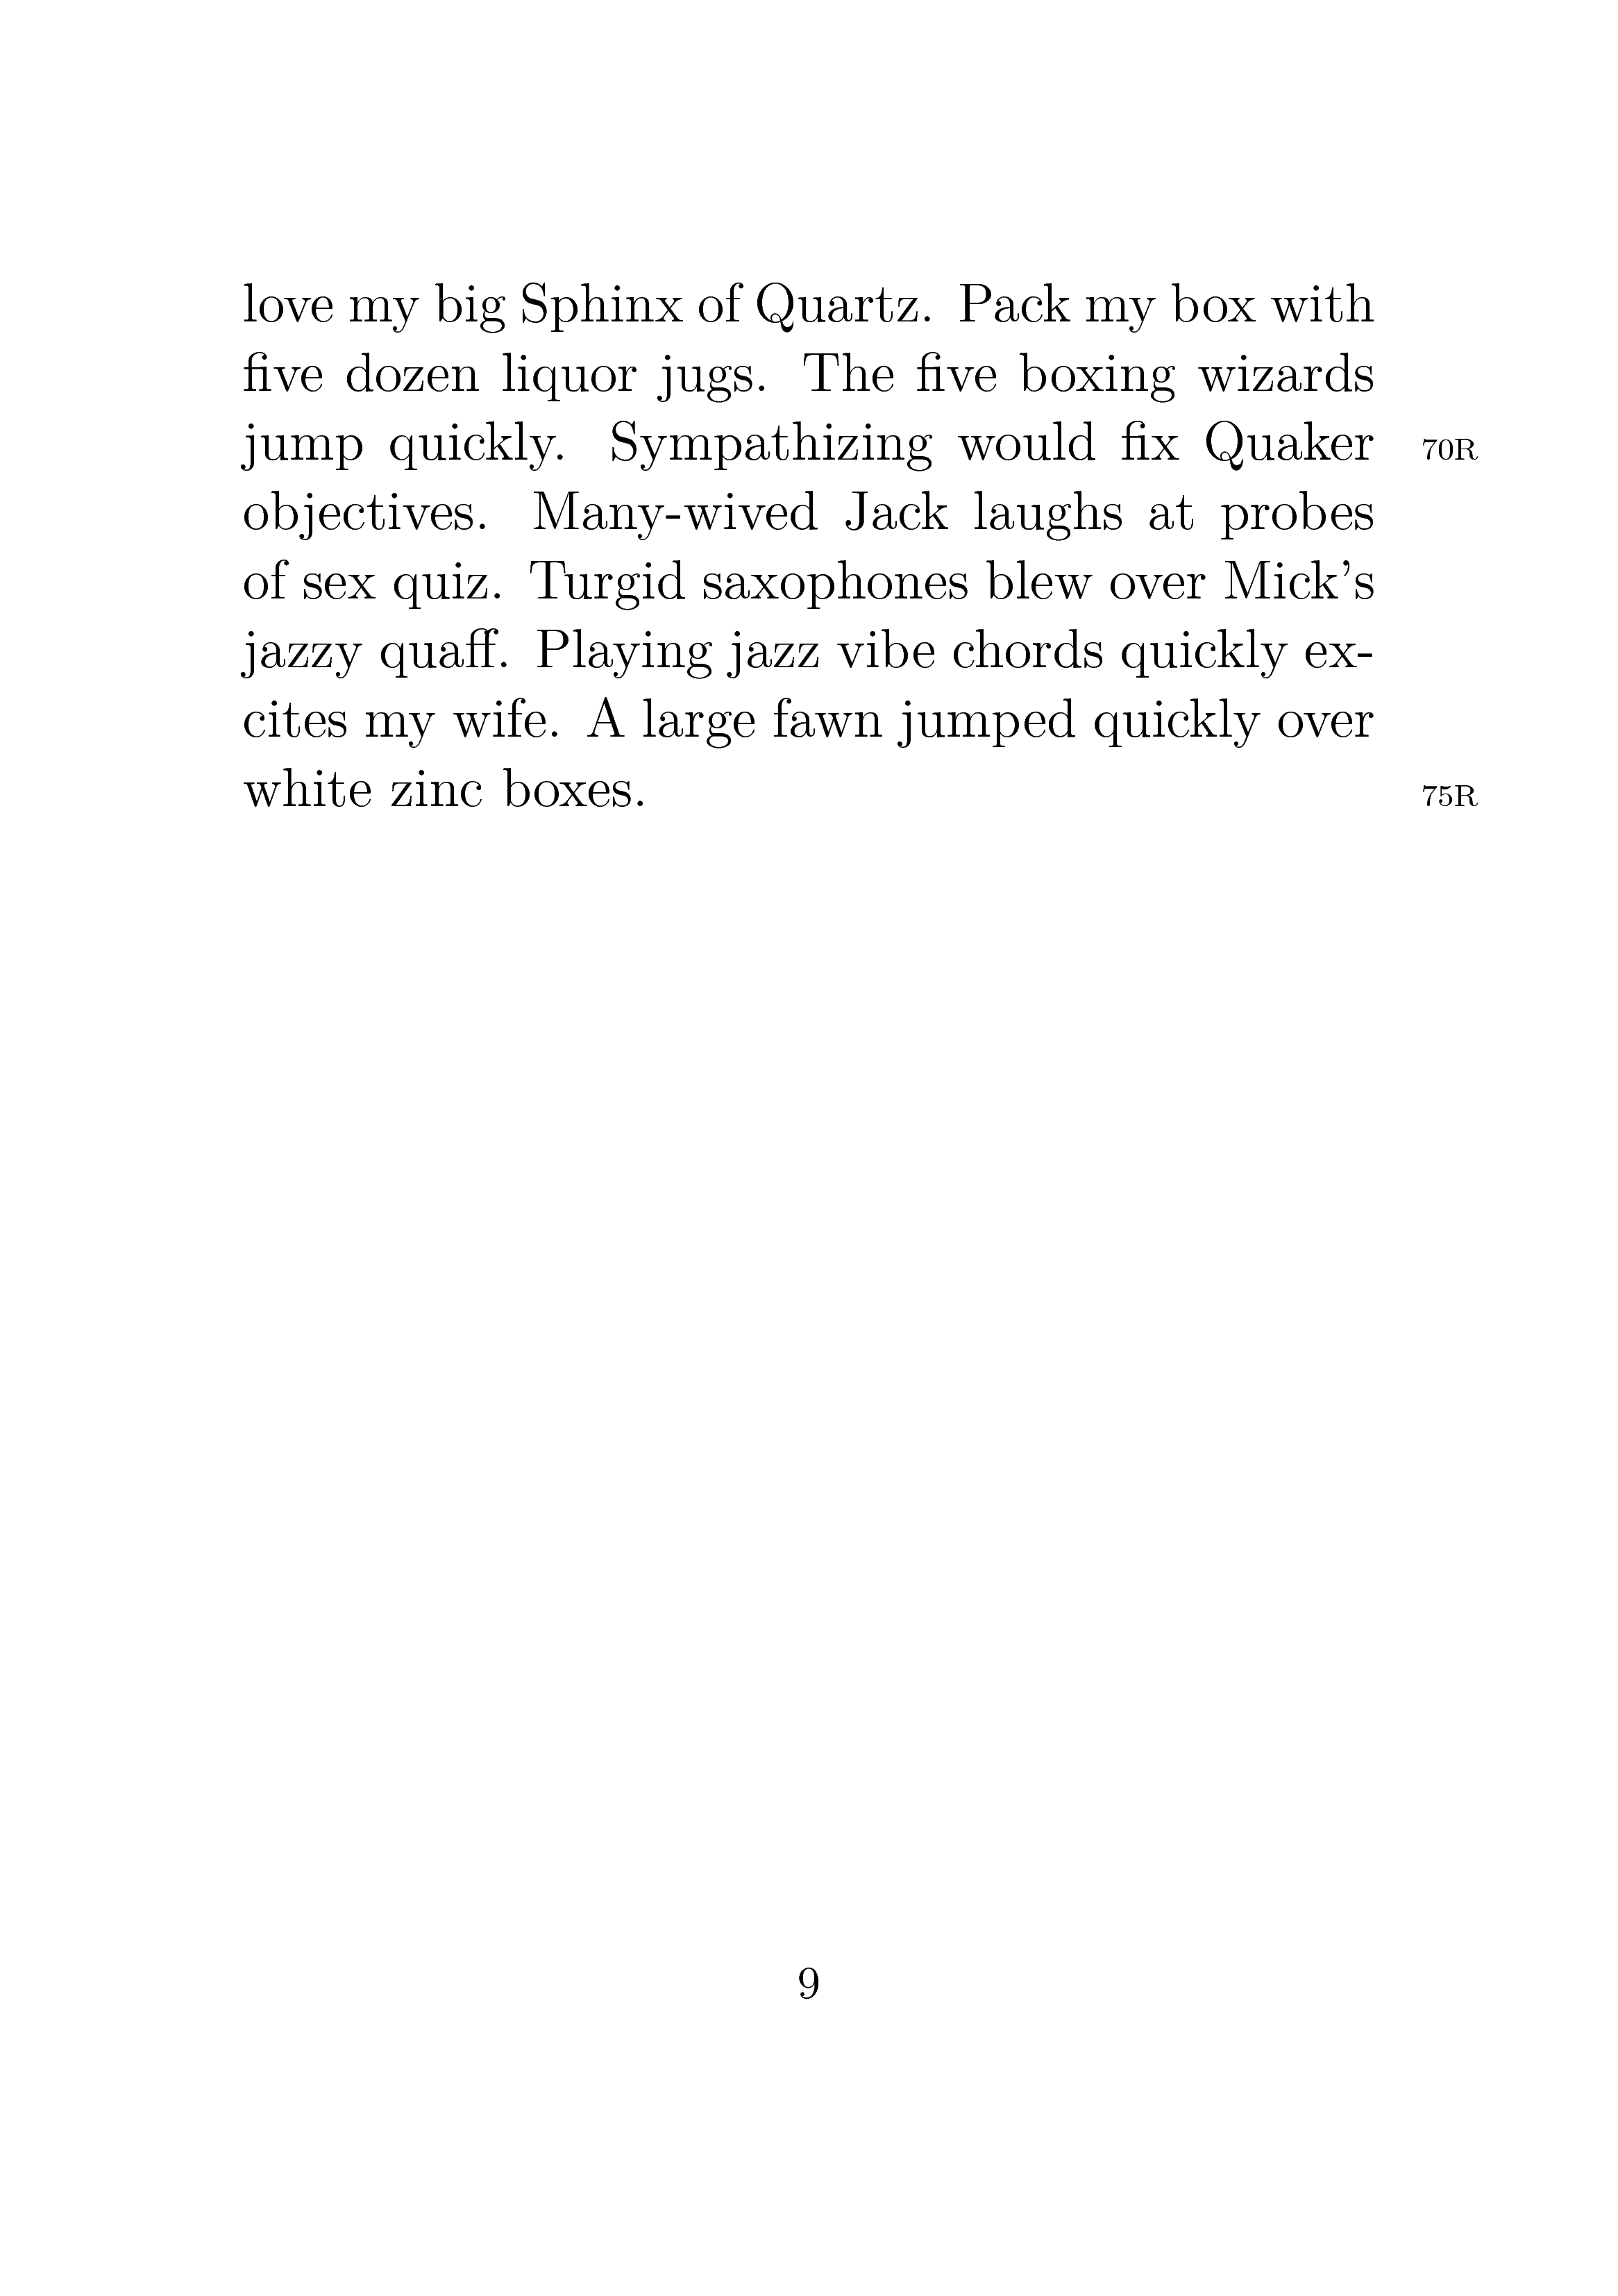 love my big Sphinx of Quartz. Pack my box with
five dozen liquor jugs. The five boxing wizards
jump quickly. Sympathizing would fix Quaker 70R
objectives. Many-wived Jack laughs at probes
of sex quiz. Turgid saxophones blew over Mick's
jazzy quaff. Playing jazz vibe chords quickly ex-
cites my wife. A large fawn jumped quickly over
white zinc boxes. 75R
9